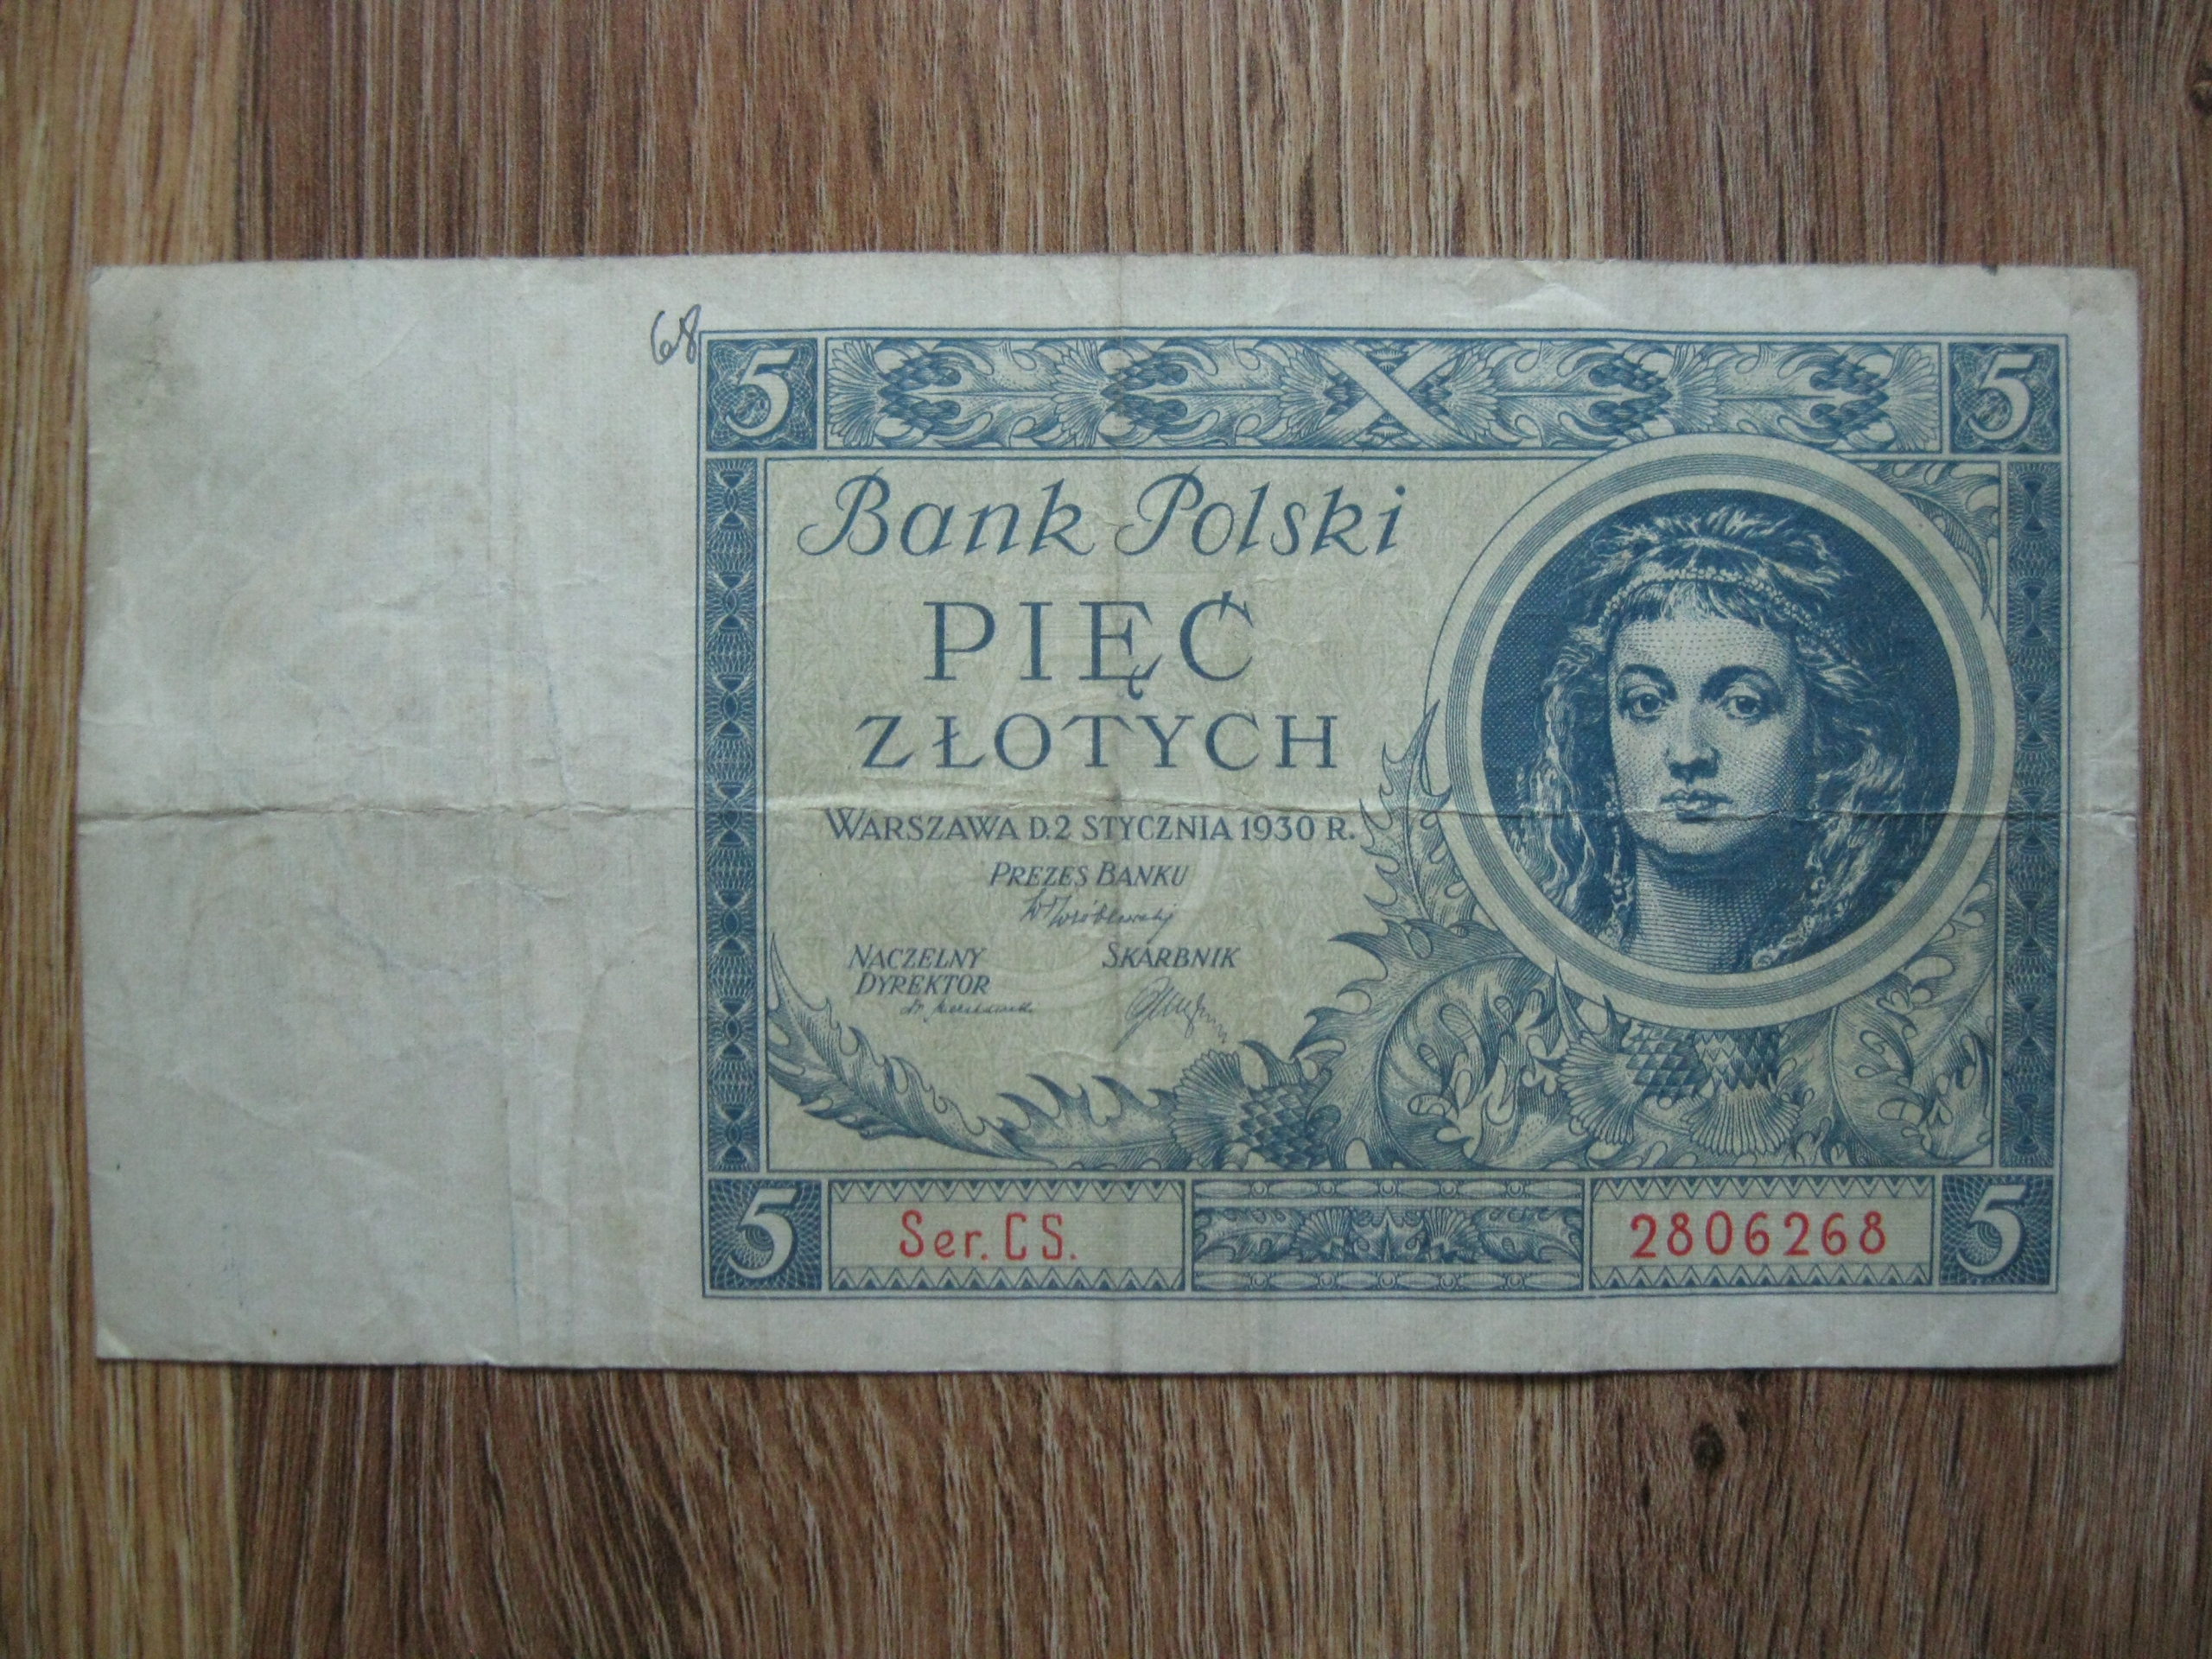 68
5 5
Bank Polski
PIĘĆ
ZŁOTYCH
WARSZAWA D.2 STYCZNIA 1930 R.
PREZES BANKU
NACZELNY SKARBNIK
DYREKTOR
5 Ser. CS. 2806268 5